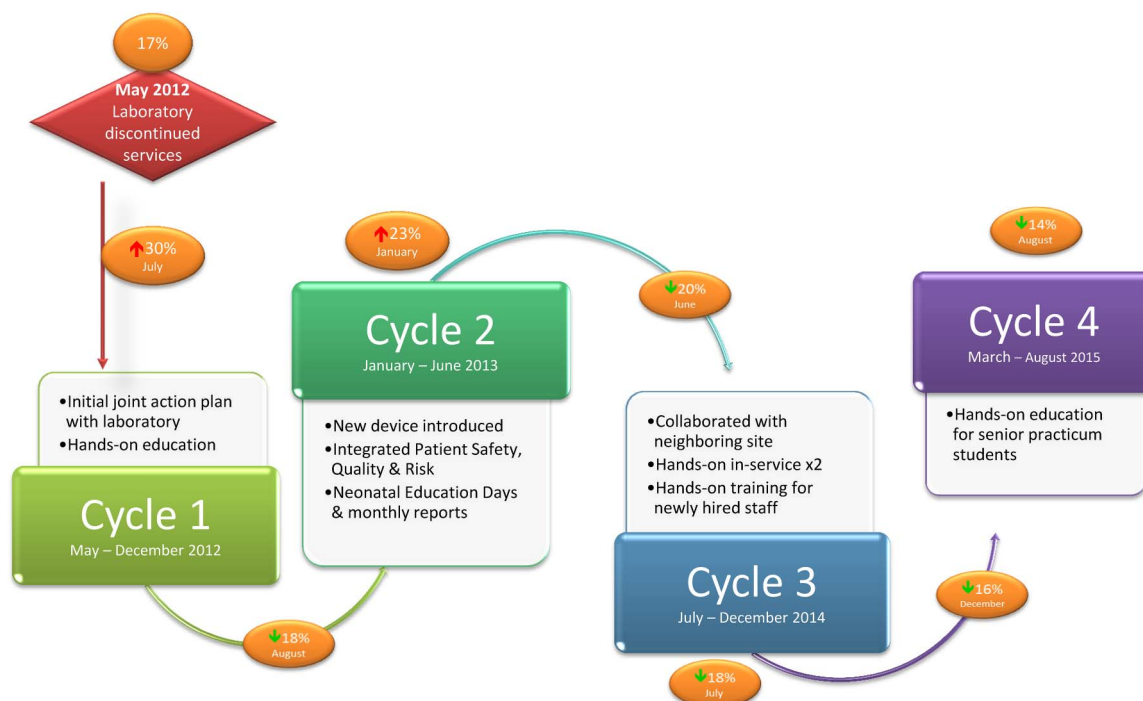 17%
May 2012
Laboratory
discontinued
services
30%
July
•Initial joint action plan
with laboratory
•Hands-on education
Cycle 1
May – December 2012
18%
August
23%
January
Cycle 2
January – June 2013
•New device introduced
•Integrated Patient Safety,
Quality & Risk
•Neonatal Education Days
& monthly reports
20%
June
•Collaborated with
neighboring site
•Hands-on in-service x2
•Hands-on training for
newly hired staff
Cycle 3
July – December 2014
18%
July
16%
December
14%
August
Cycle 4
March – August 2015
•Hands-on education
for senior practicum
students